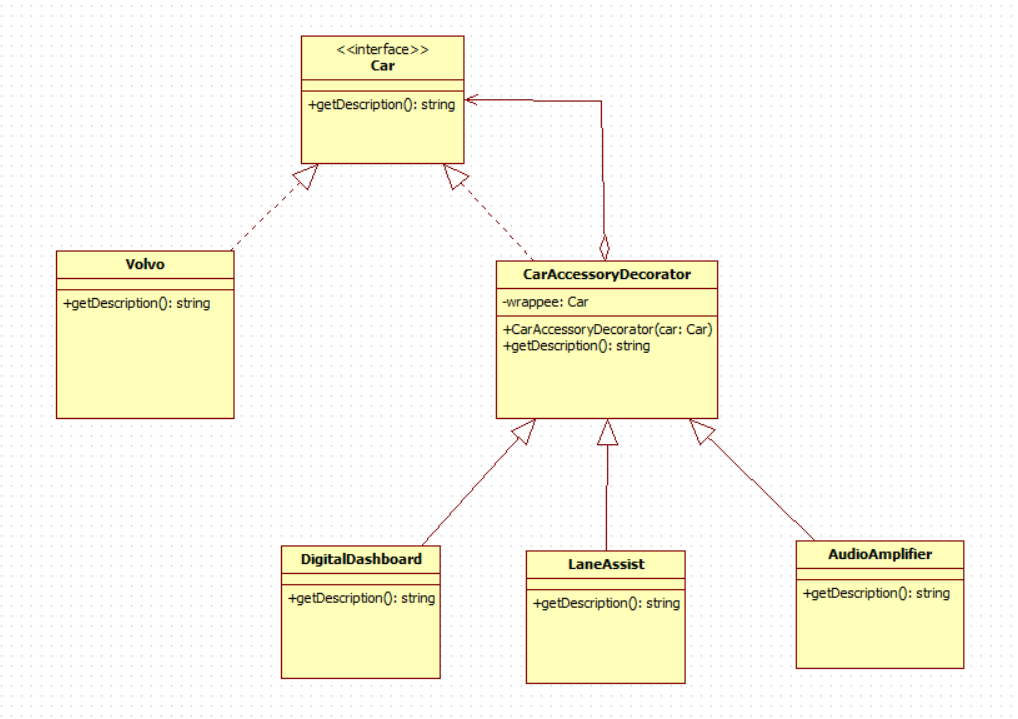 <<interface>>
Car
+getDescription(): string
Volvo
+getDescription(): string
CarAccessoryDecorator
-wrappee: Car
+CarAccessoryDecorator(car: Car)
+getDescription(): string
DigitalDashboard
+getDescription(): string
LaneAssist
+getDescription(): string
AudioAmplifier
+getDescription(): string